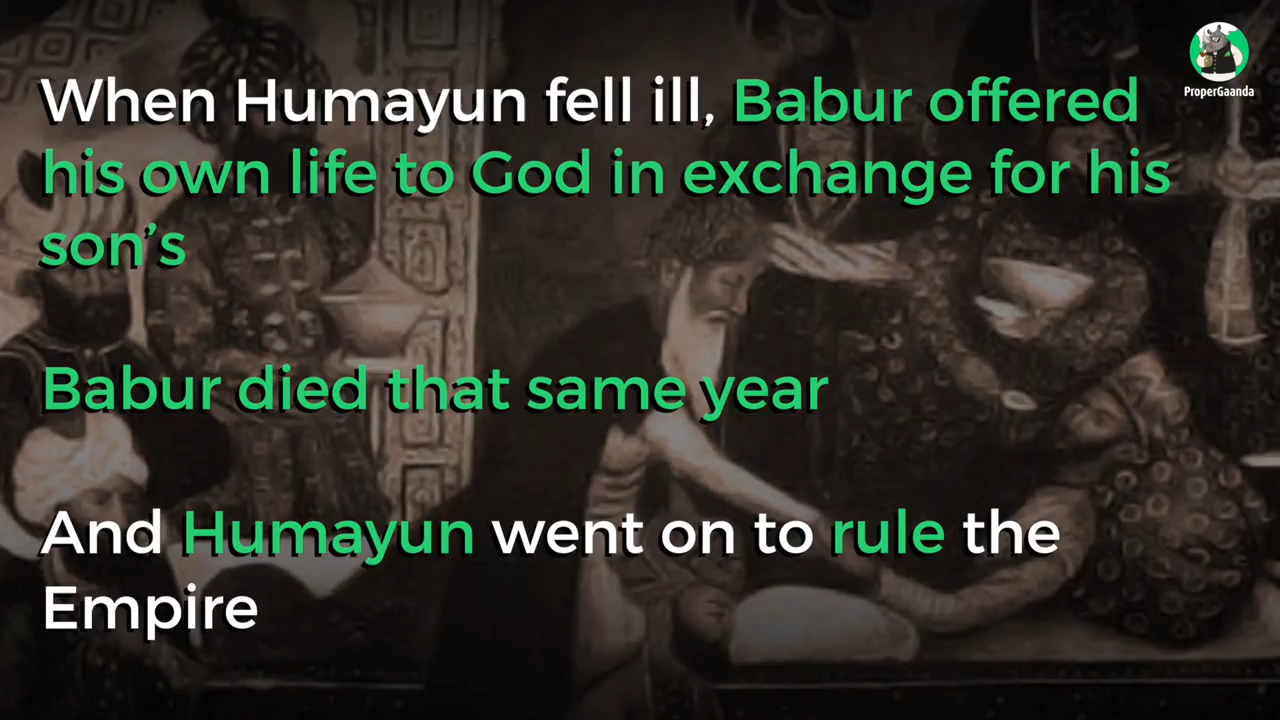 ProperGaanda
When Humayun fell ill, Babur offered
his own life to God in exchange for his
son’s
Babur died that same year
And Humayun went on to rule the
Empire